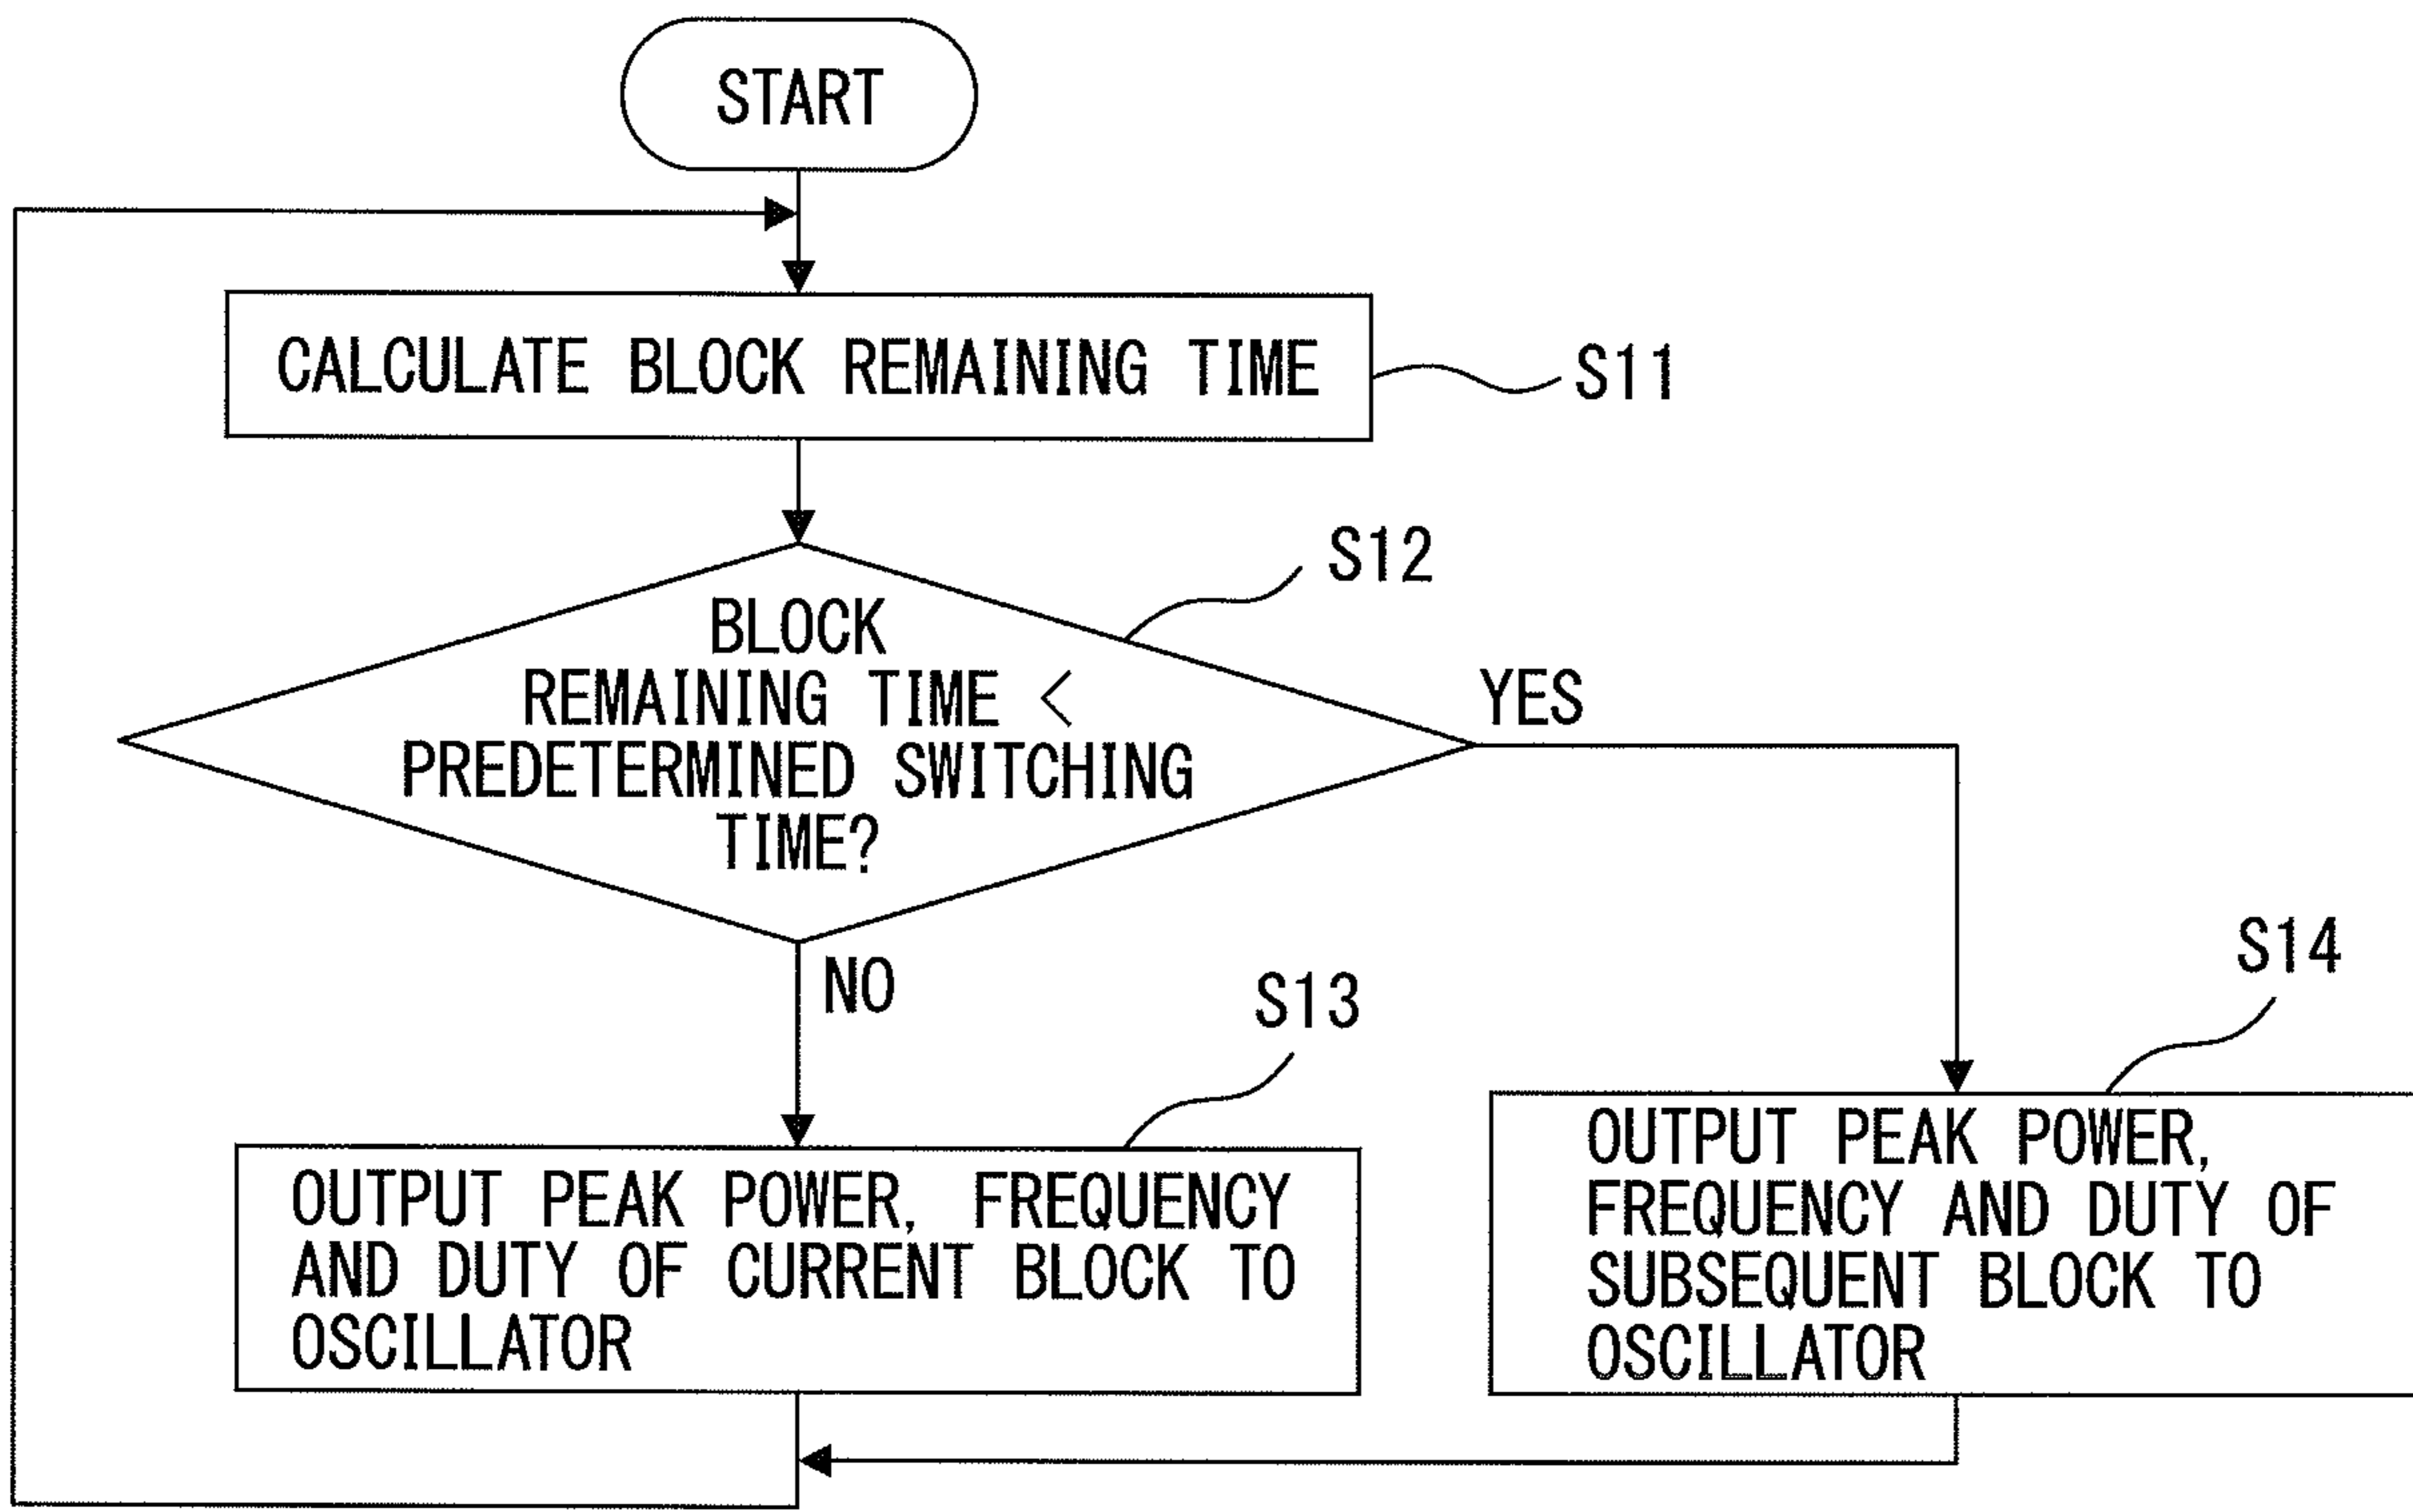 START
CALCULATE BLOCK REMAINING TIME
S11
S12
BLOCK
REMAINING TIME <
PREDETERMINED SWITCHING
TIME?
YES
NO
S13
OUTPUT PEAK POWER, FREQUENCY
AND DUTY OF CURRENT BLOCK TO
OSCILLATOR
S14
OUTPUT PEAK POWER,
FREQUENCY AND DUTY OF
SUBSEQUENT BLOCK TO
OSCILLATOR